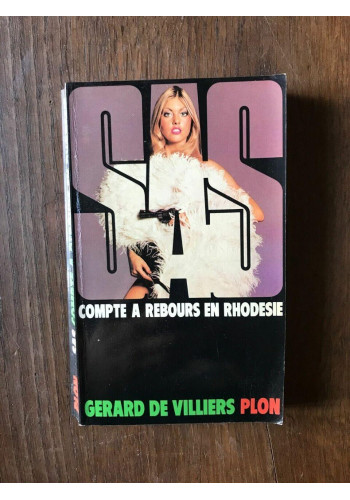 SAS
COMPTE A REBOURS EN RHODESIE
GERARD DE VILLIERS PLON